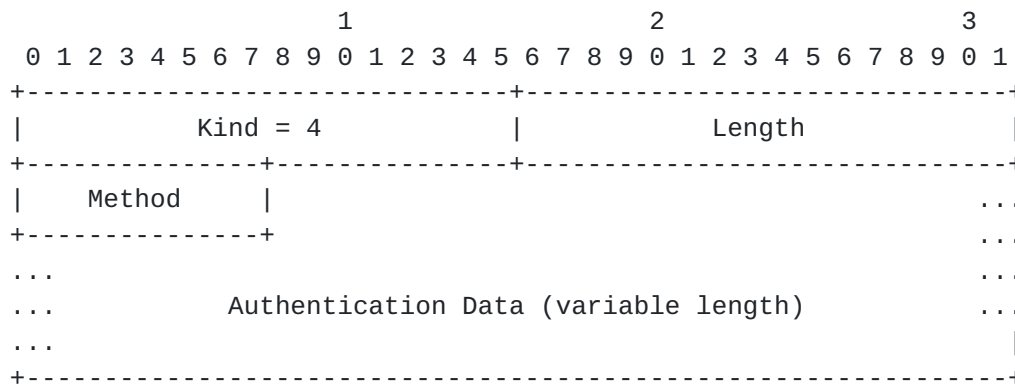 1                   2                   3
 0 1 2 3 4 5 6 7 8 9 0 1 2 3 4 5 6 7 8 9 0 1 2 3 4 5 6 7 8 9 0 1
+-------------------------------+-------------------------------+
|           Kind = 4            |            Length             |
+---------------+---------------+-------------------------------+
|    Method     |                                              ...
+---------------+                                              ...
...                                                            ...
...           Authentication Data (variable length)            ...
...                                                             |
+---------------------------------------------------------------+